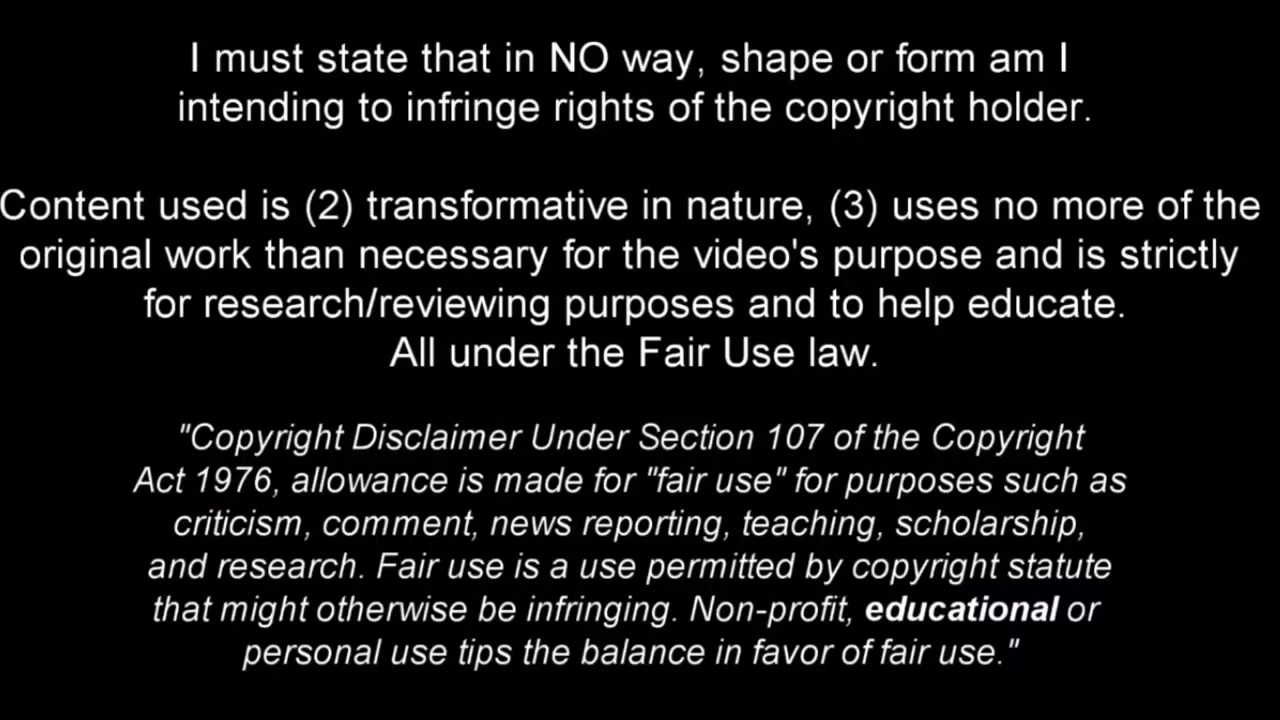 I must state that in NO way, shape or form am I
intending to infringe rights of the copyright holder.
Content used is (2) transformative in nature, (3) uses no more of the
original work than necessary for the video's purpose and is strictly
for research/reviewing purposes and to help educate.
All under the Fair Use law.
"Copyright Disclaimer Under Section 107 of the Copyright
Act 1976, allowance is made for "fair use" for purposes such as
criticism, comment, news reporting, teaching, scholarship,
and research. Fair use is a use permitted by copyright statute
that might otherwise be infringing. Non-profit, educational or
personal use tips the balance in favor of fair use."